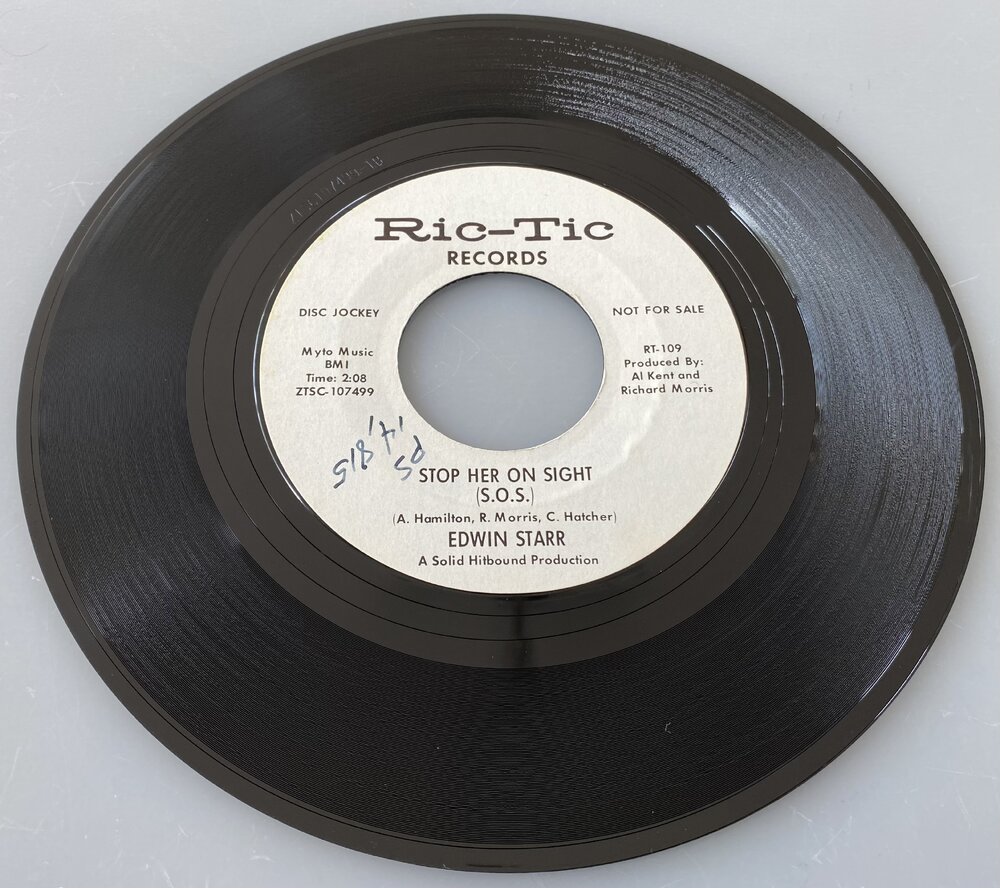 Ric-Tic
RECORDS
DISC JOCKEY
NOT FOR SALE
Myto Music
BMI
Time: 2:08
ZTSC-107499
RT-109
Produced By:
Al Kent and
Richard Morris
STOP HER ON SIGHT
(S.O.S.)
(A. Hamilton, R. Morris, C. Hatcher)
EDWIN STARR
A Solid Hitbound Production